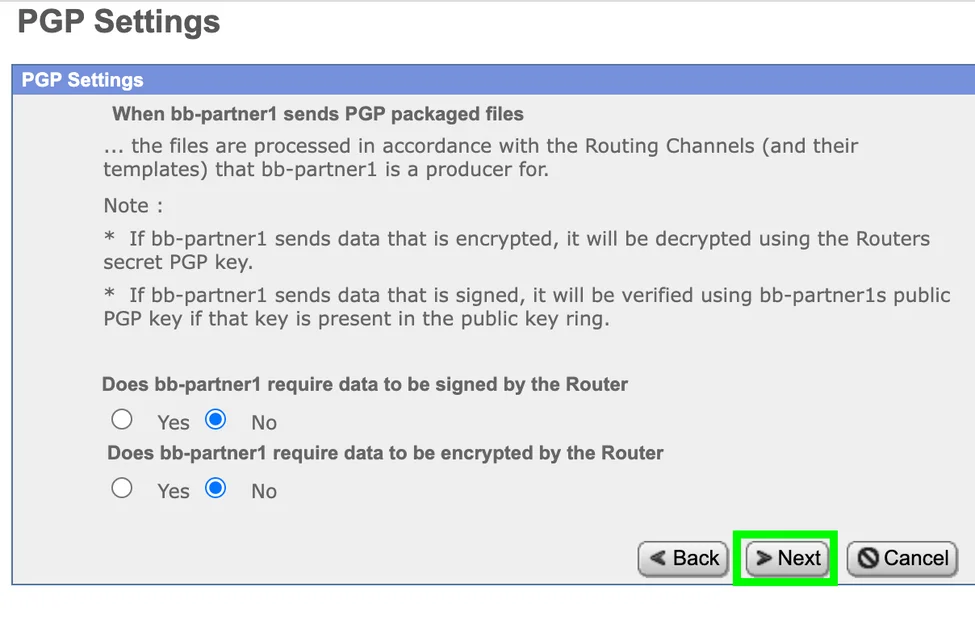 PGP Settings
PGP Settings
When bb-partner1 sends PGP packaged files
... the files are processed in accordance with the Routing Channels (and their
templates) that bb-partner1 is a producer for.
Note :
* If bb-partner1 sends data that is encrypted, it will be decrypted using the Routers
secret PGP key.
* If bb-partner1 sends data that is signed, it will be verified using bb-partner1s public
PGP key if that key is present in the public key ring.
Does bb-partner1 require data to be signed by the Router
Yes No
Does bb-partner1 require data to be encrypted by the Router
Yes No
Back Next Cancel